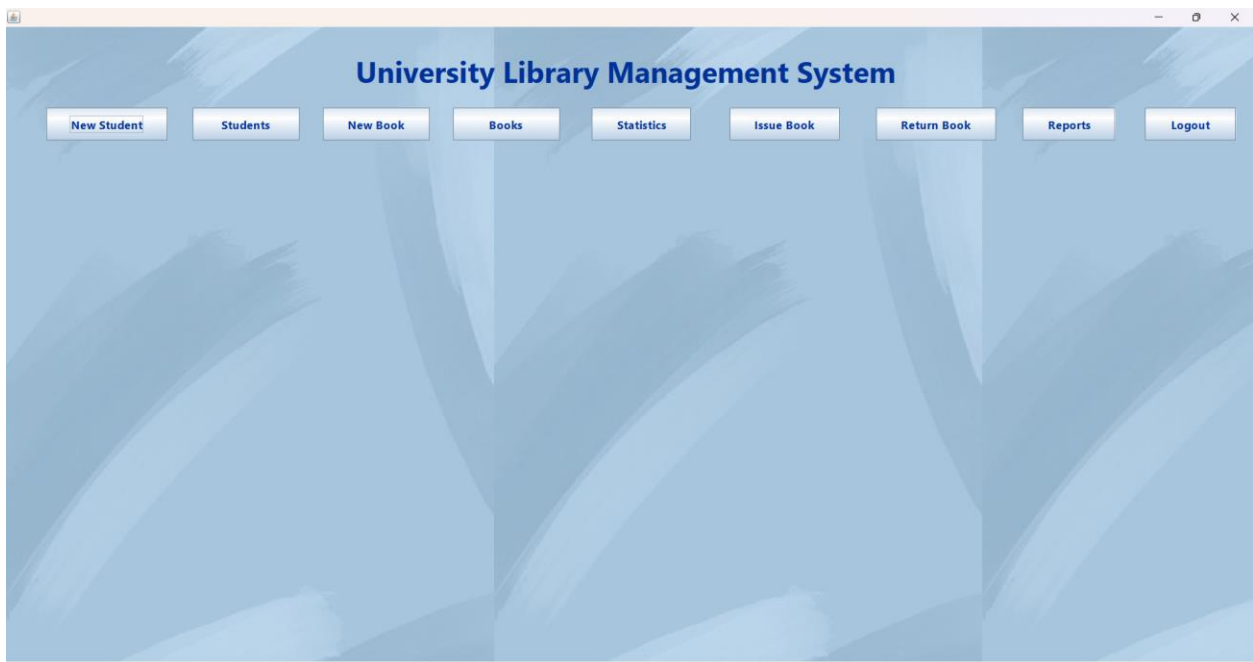 University Library Management System
New Student Students New Book Books Statistics Issue Book Return Book Reports Logout